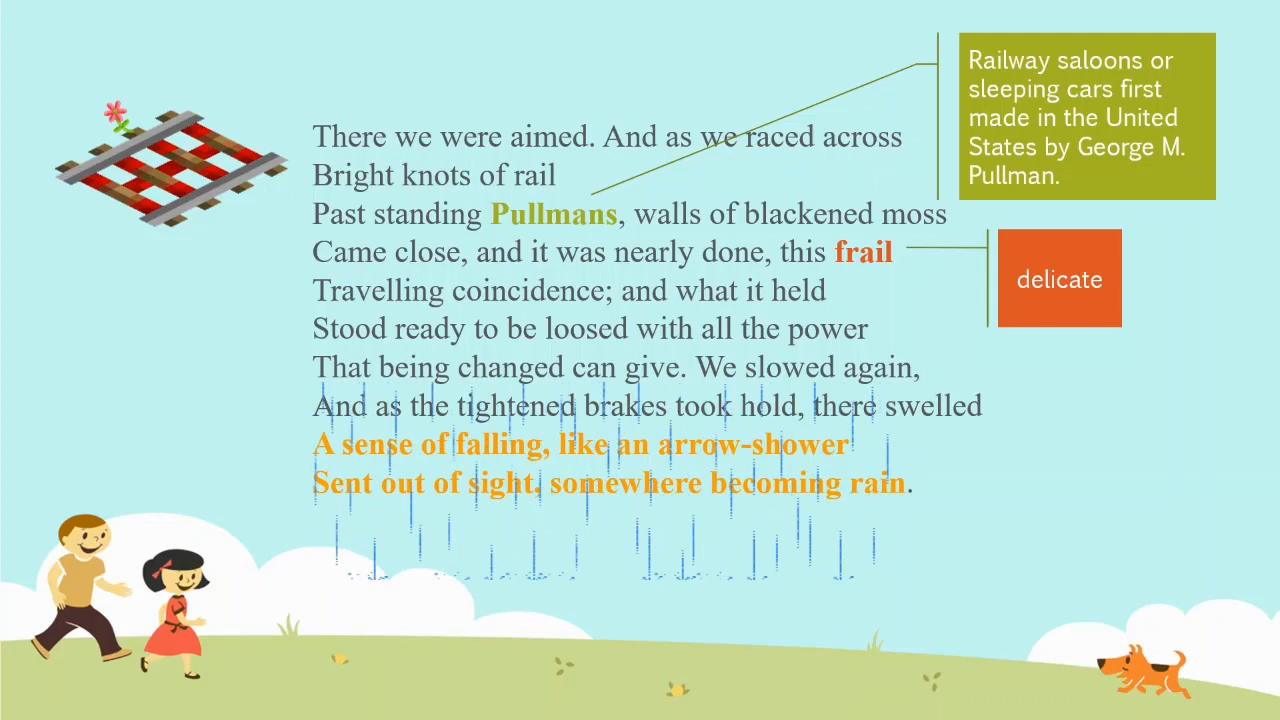 There we were aimed. And as we raced across
Bright knots of rail
Past standing Pullmans, walls of blackened moss
Came close, and it was nearly done, this frail
Travelling coincidence; and what it held
Stood ready to be loosed with all the power
That being changed can give. We slowed again,
And as the tightened brakes took hold, there swelled
A sense of falling, like an arrow-shower
Sent out of sight, somewhere becoming rain.
Railway saloons or
sleeping cars first
made in the United
States by George M.
Pullman.
delicate